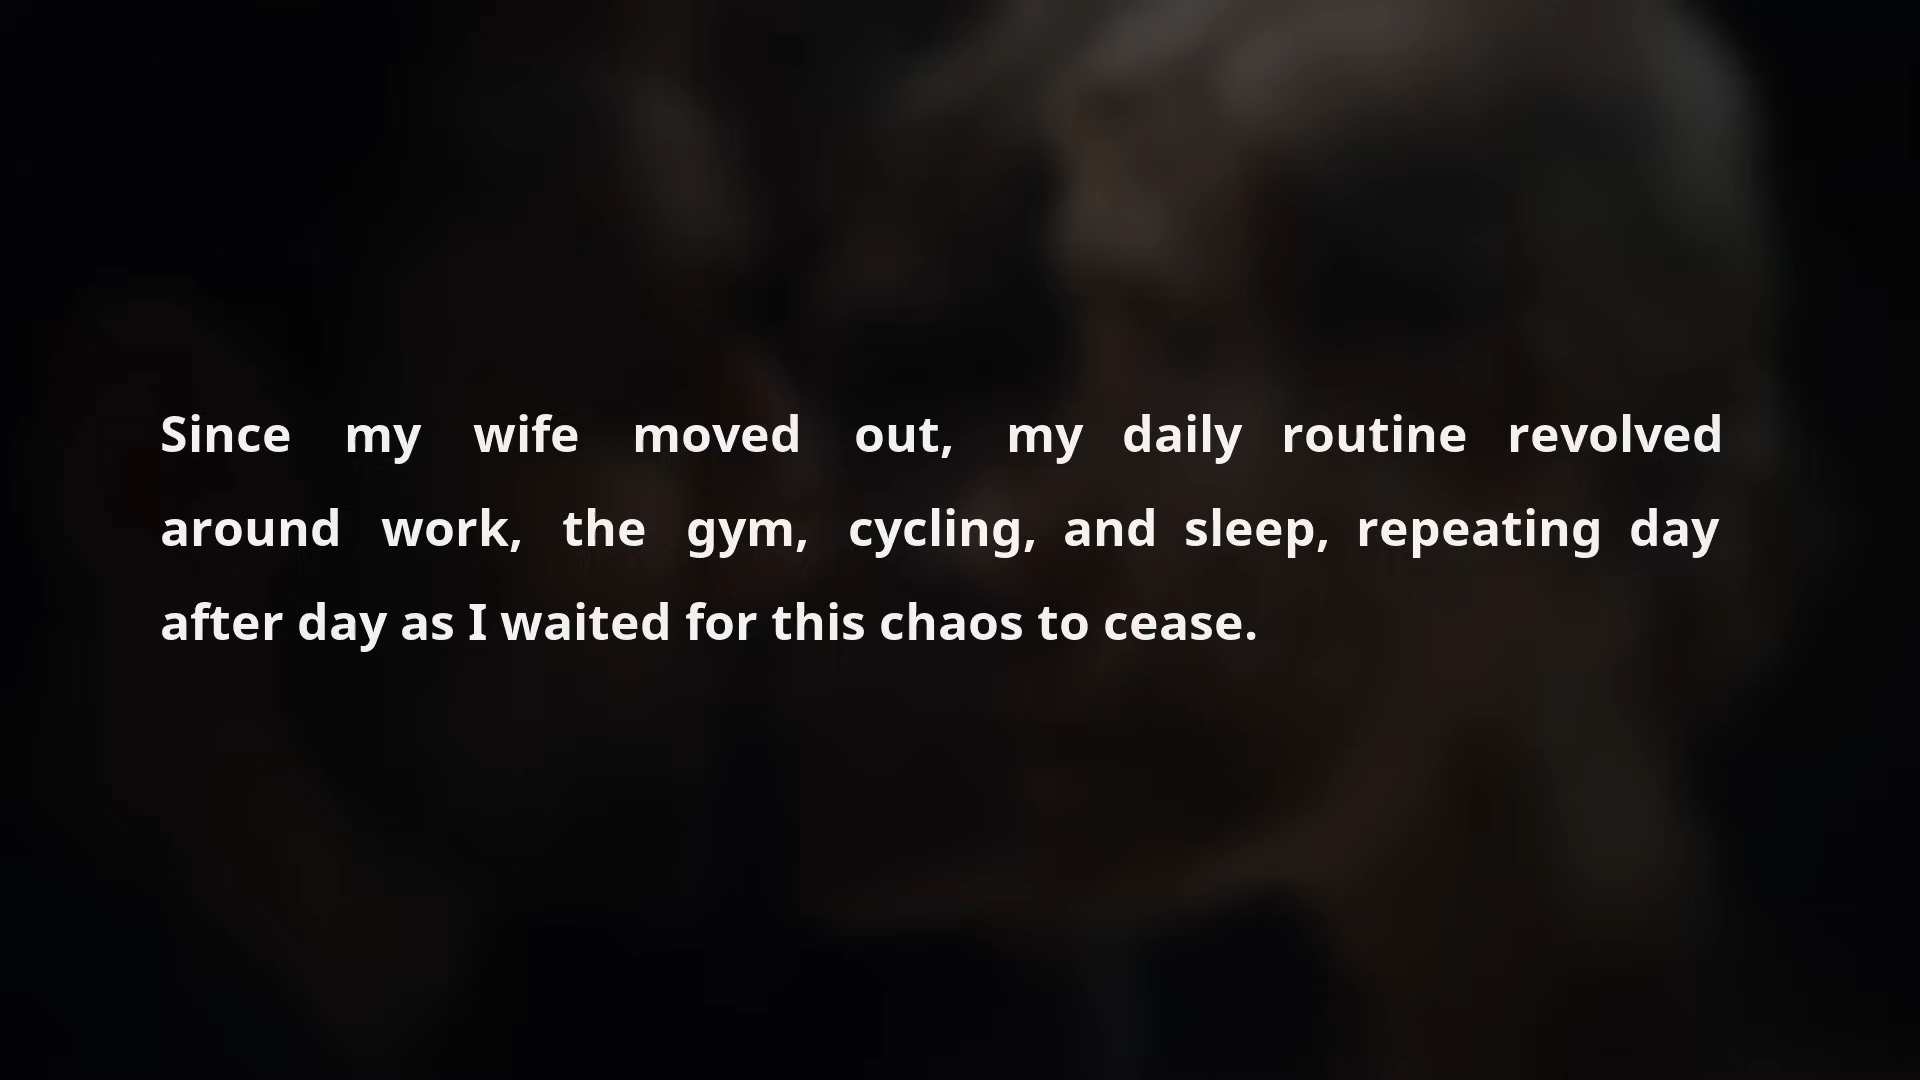 Since my wife moved out, my daily routine revolved
around work, the gym, cycling, and sleep, repeating day
after day as I waited for this chaos to cease.